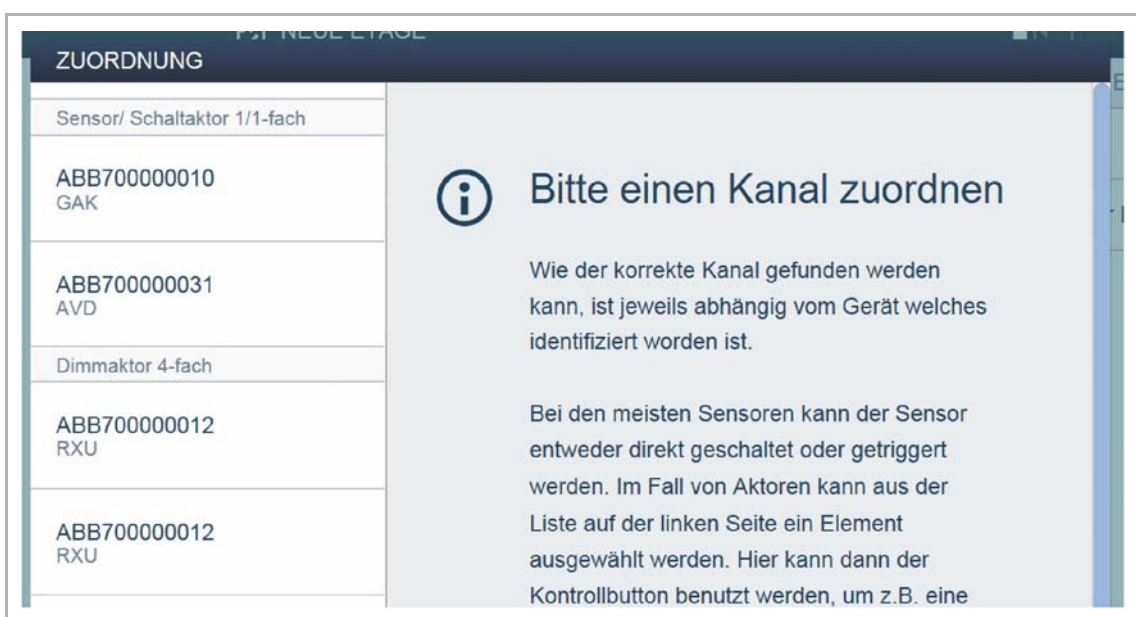 NEUE ETAGE
ZUORDNUNG
Sensor/ Schaltaktor 1/1-fach
ABB700000010
GAK
ABB700000031
AVD
Dimmaktor 4-fach
ABB700000012
RXU
ABB700000012
RXU
Bitte einen Kanal zuordnen
Wie der korrekte Kanal gefunden werden
kann, ist jeweils abhängig vom Gerät welches
identifiziert worden ist.
Bei den meisten Sensoren kann der Sensor
entweder direkt geschaltet oder getriggert
werden. Im Fall von Aktoren kann aus der
Liste auf der linken Seite ein Element
ausgewählt werden. Hier kann dann der
Kontrollbutton benutzt werden, um z.B. eine